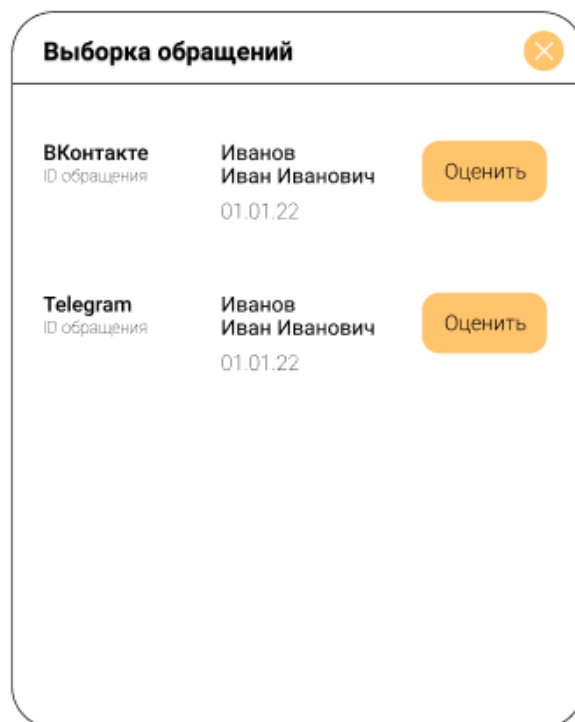 Выборка обращений
ВКонтакте
ID обращения
Иванов
Иван Иванович
01.01.22
Оценить
Telegram
ID обращения
Иванов
Иван Иванович
01.01.22
Оценить